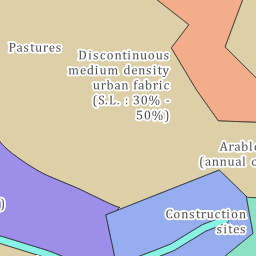 Pastures
Discontinuous
medium density
urban fabric
(S.L. : 30% -
50%)
Arable
(annual c
)
Construction
sites